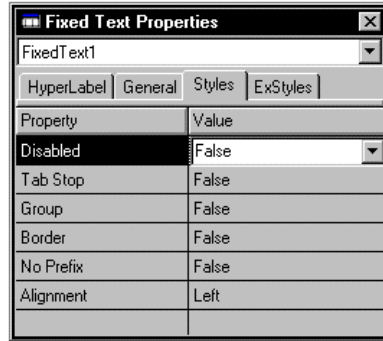 Fixed Text Properties
FixedText1
HyperLabel General Styles ExStyles
Property Value
Disabled False
Tab Stop False
Group False
Border False
No Prefix False
Alignment Left